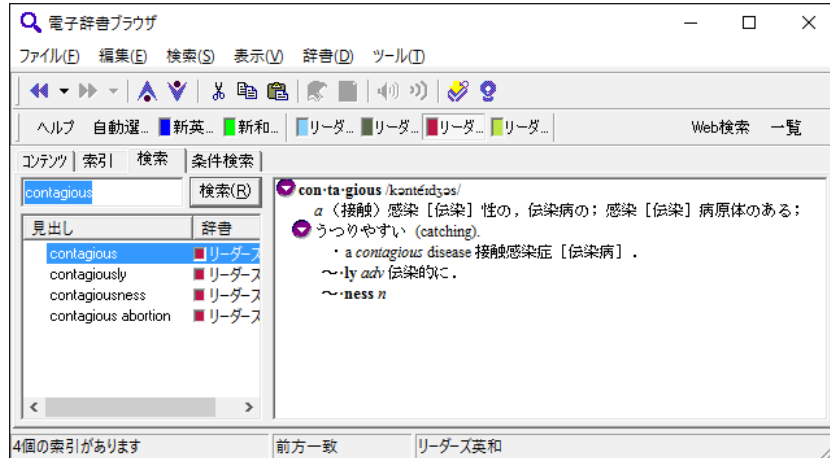 電子辞書ブラウザ
ファイル(F) 編集(E) 検索(S) 表示(V) 辞書(D) ツール(T)
ヘルプ 自動選... 新英... 新和... リーダ... リーダ... リーダ... リーダ... Web検索 一覧
コンテンツ 索引 検索 条件検索
contagious 検索(R)
見出し 辞書
contagious リーダーズ
contagiously リーダーズ
contagiousness リーダーズ
contagious abortion リーダーズ
con·ta·gious /kəntéɪdʒəs/
a （接触）感染［伝染］性の，伝染病の；感染［伝染］病原体のある；
うつりやすい (catching).
・a contagious disease 接触感染症［伝染病］.
～·ly adv 伝染的に.
～·ness n
4個の索引があります 前方一致 リーダーズ英和